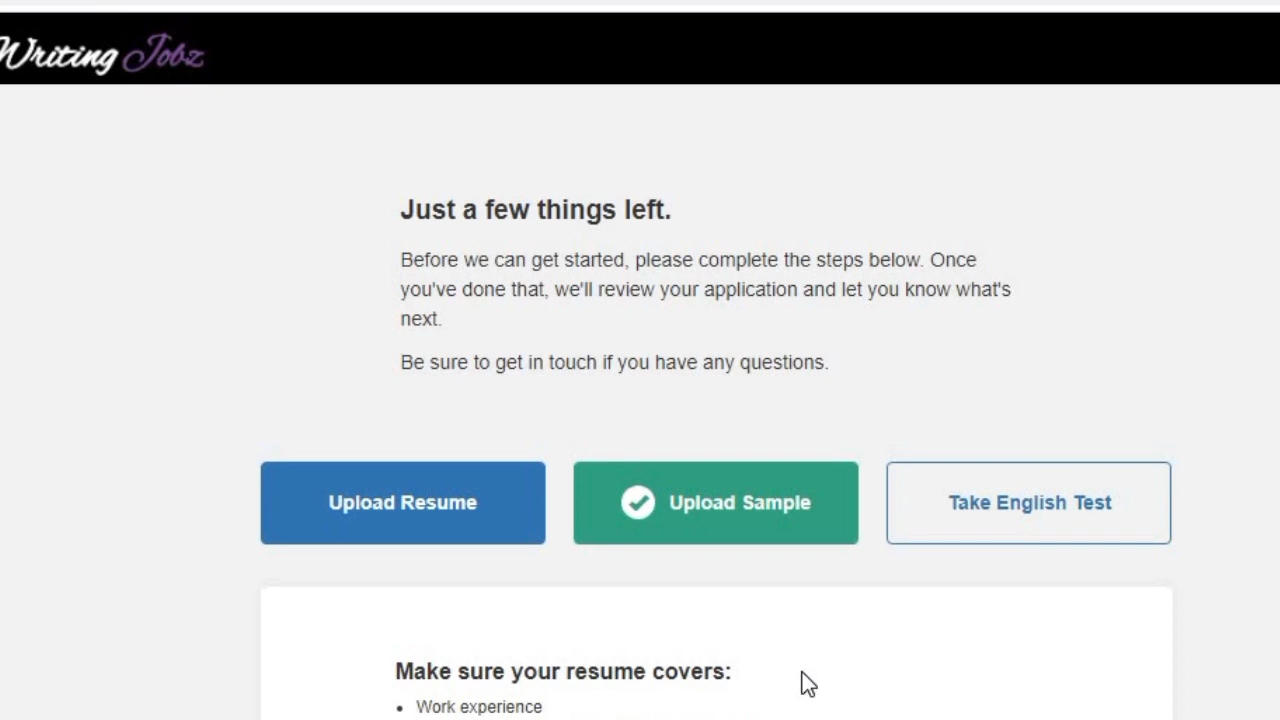 Writing Jobz
Just a few things left.
Before we can get started, please complete the steps below. Once
you've done that, we'll review your application and let you know what's
next.
Be sure to get in touch if you have any questions.
Upload Resume
Upload Sample
Take English Test
Make sure your resume covers:
• Work experience